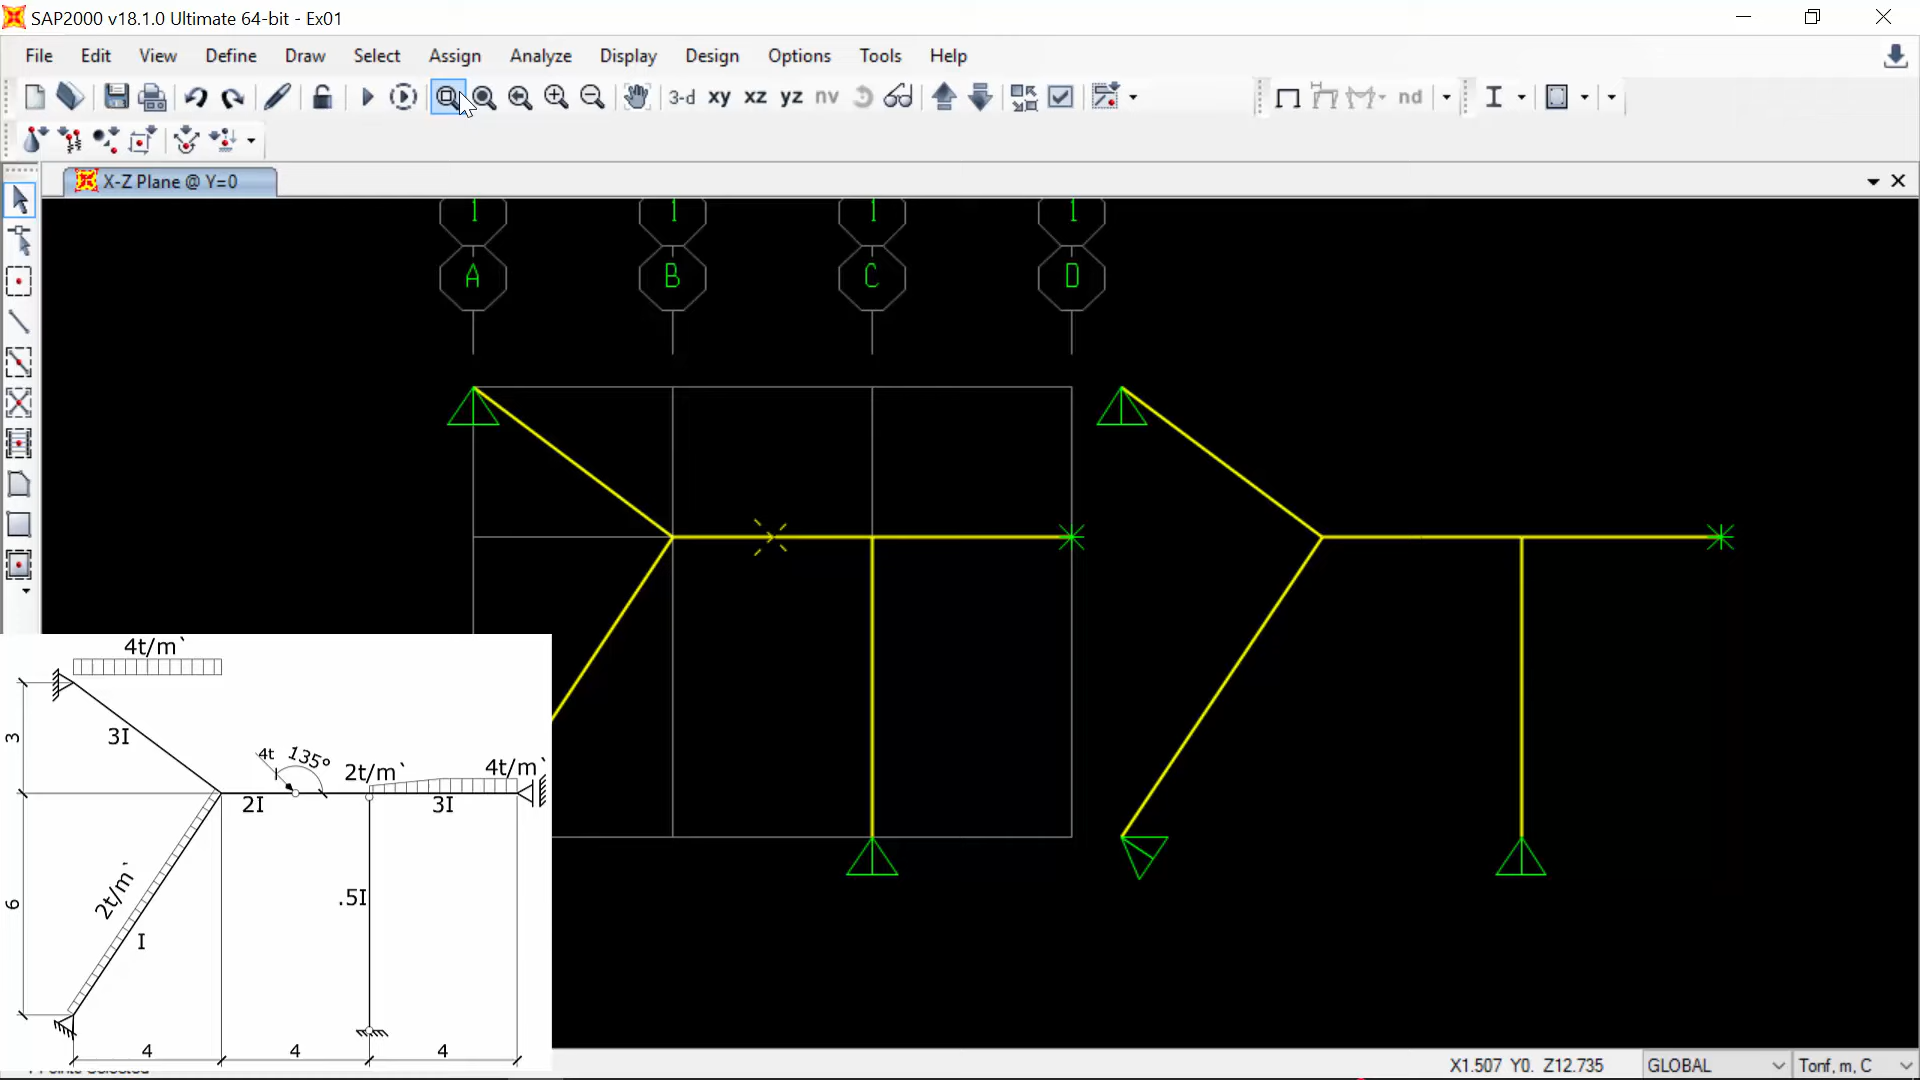 SAP2000 v18.1.0 Ultimate 64-bit - Ex01
File Edit View Define Draw Select Assign Analyze Display Design Options Tools Help
3-d xy xz yz nv nd
X-Z Plane @ Y=0
1 1 1 1
A B C D
4t/m`
3
3I
4t 135°
2t/m` 4t/m`
2I 3I
2t/m`
.5I
6
I
4 4 4
X1.507 Y0. Z12.735 GLOBAL Tonf, m, C